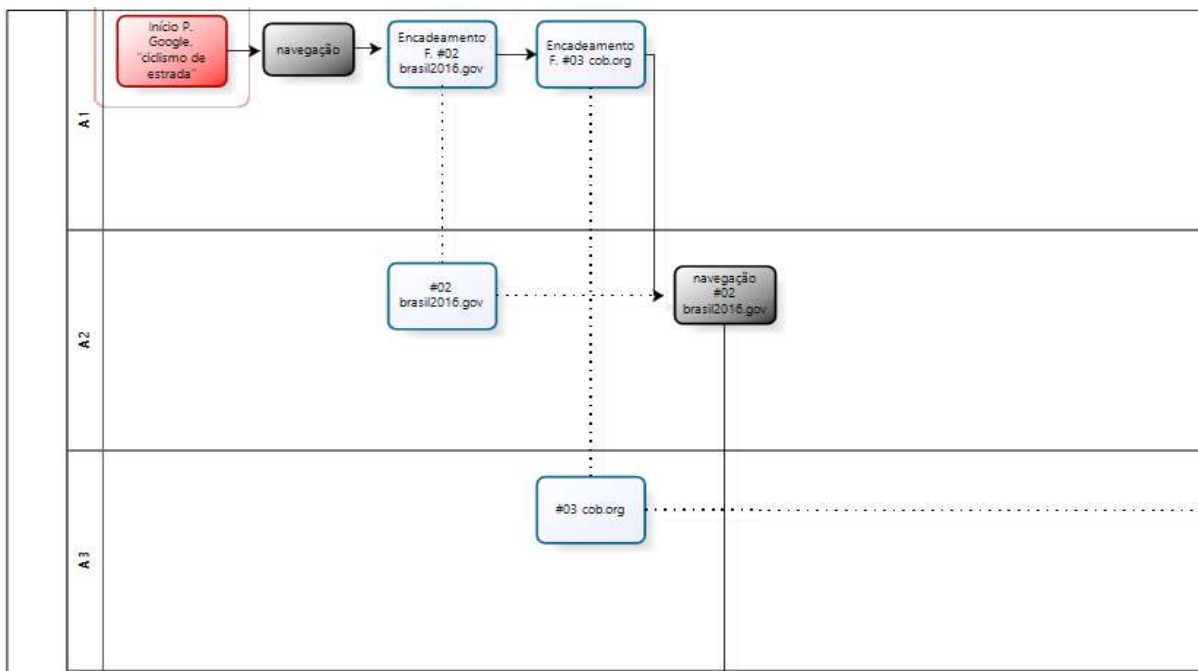 Início P.
Google.
"ciclismo de
estrada"
navegação
Encadeamento
F. #02
brasil2016.gov
Encadeamento
F. #03 cob.org
A1
#02
brasil2016.gov
navegação
#02
brasil2016.gov
A2
#03 cob.org
A3